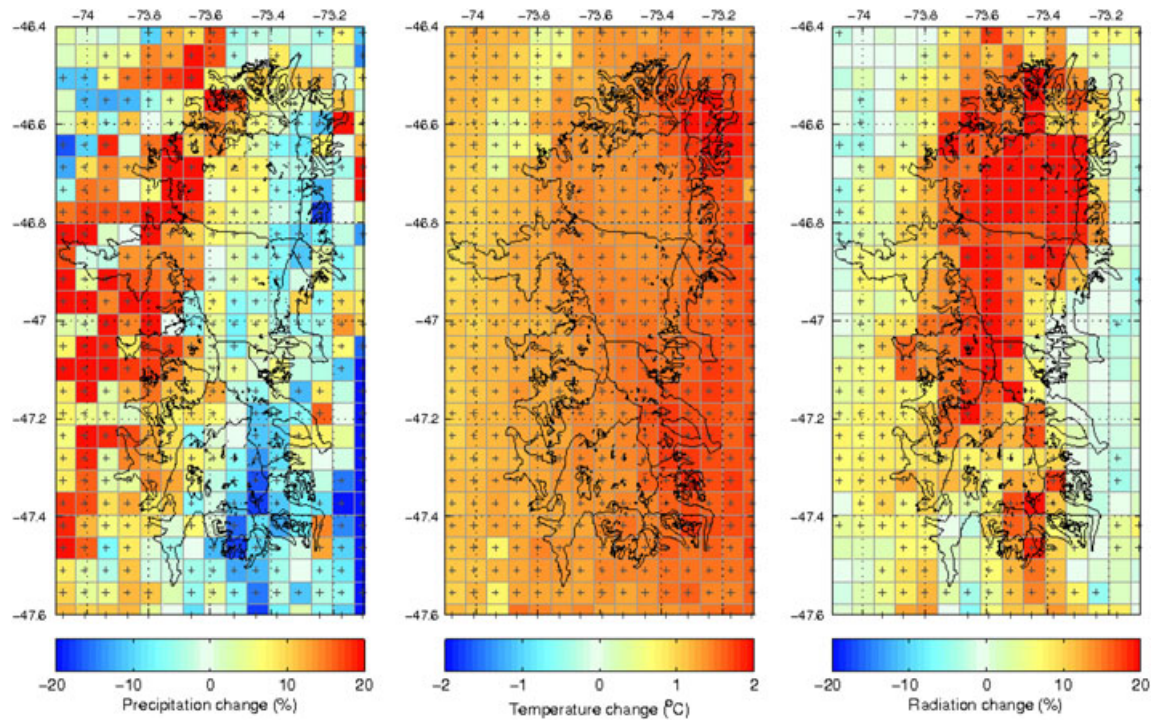 −74 −73.8 −73.6 −73.4 −73.2
−74 −73.8 −73.6 −73.4 −73.2
−74 −73.8 −73.6 −73.4 −73.2
−46.4 −46.4 −46.4
−46.6 −46.6 −46.6
−46.8 −46.8 −46.8
−47 −47 −47
−47.2 −47.2 −47.2
−47.4 −47.4 −47.4
−47.6 −47.6 −47.6
−20 −10 0 10 20
Precipitation change (%)
−2 −1 0 1 2
Temperature change (ºC)
−20 −10 0 10 20
Radiation change (%)